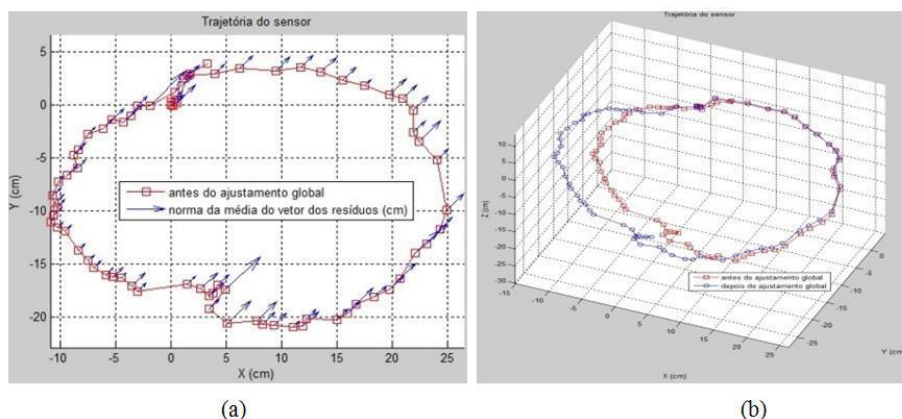 Trajetória do sensor
5
0
-5
-10
-15
-20
Y (cm)
antes do ajustamento global
norma da média do vetor dos resíduos (cm)
-10 -5 0 5 10 15 20 25
X (cm)
(a)
Trajetória do sensor
10
5
0
-5
-10
-15
-20
-25
-30
Z (cm)
antes do ajustamento global
depois do ajustamento global
-15 -10 -5 0 5 10 15 20 25
X (cm)
0
-5
-10
-15
-20
Y (cm)
(b)